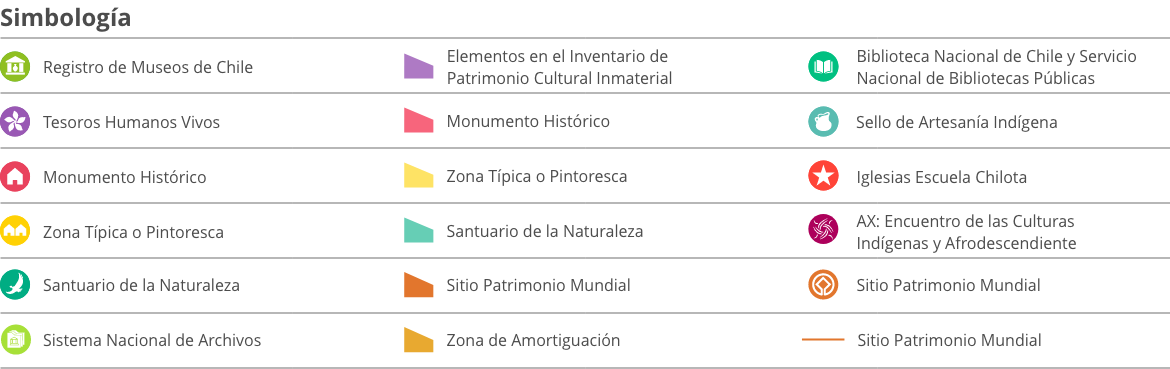 Simbología
Registro de Museos de Chile
Elementos en el Inventario de
Patrimonio Cultural Inmaterial
Biblioteca Nacional de Chile y Servicio
Nacional de Bibliotecas Públicas
Tesoros Humanos Vivos
Monumento Histórico
Sello de Artesanía Indígena
Monumento Histórico
Zona Típica o Pintoresca
Iglesias Escuela Chilota
Zona Típica o Pintoresca
Santuario de la Naturaleza
AX: Encuentro de las Culturas
Indígenas y Afrodescendiente
Santuario de la Naturaleza
Sitio Patrimonio Mundial
Sitio Patrimonio Mundial
Sistema Nacional de Archivos
Zona de Amortiguación
Sitio Patrimonio Mundial